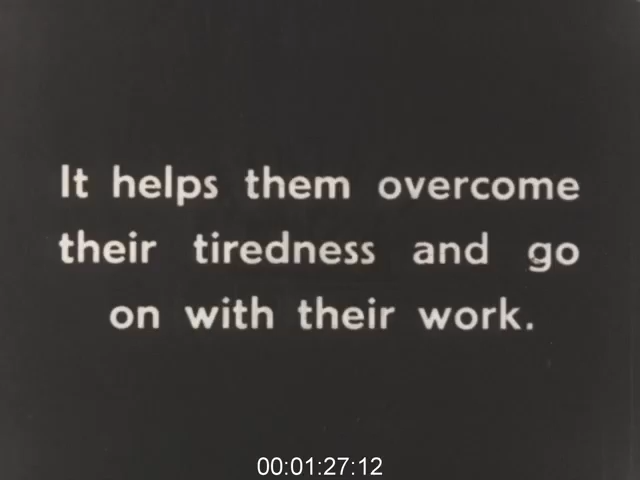 It helps them overcome
their tiredness and go
on with their work.
00:01:27:12